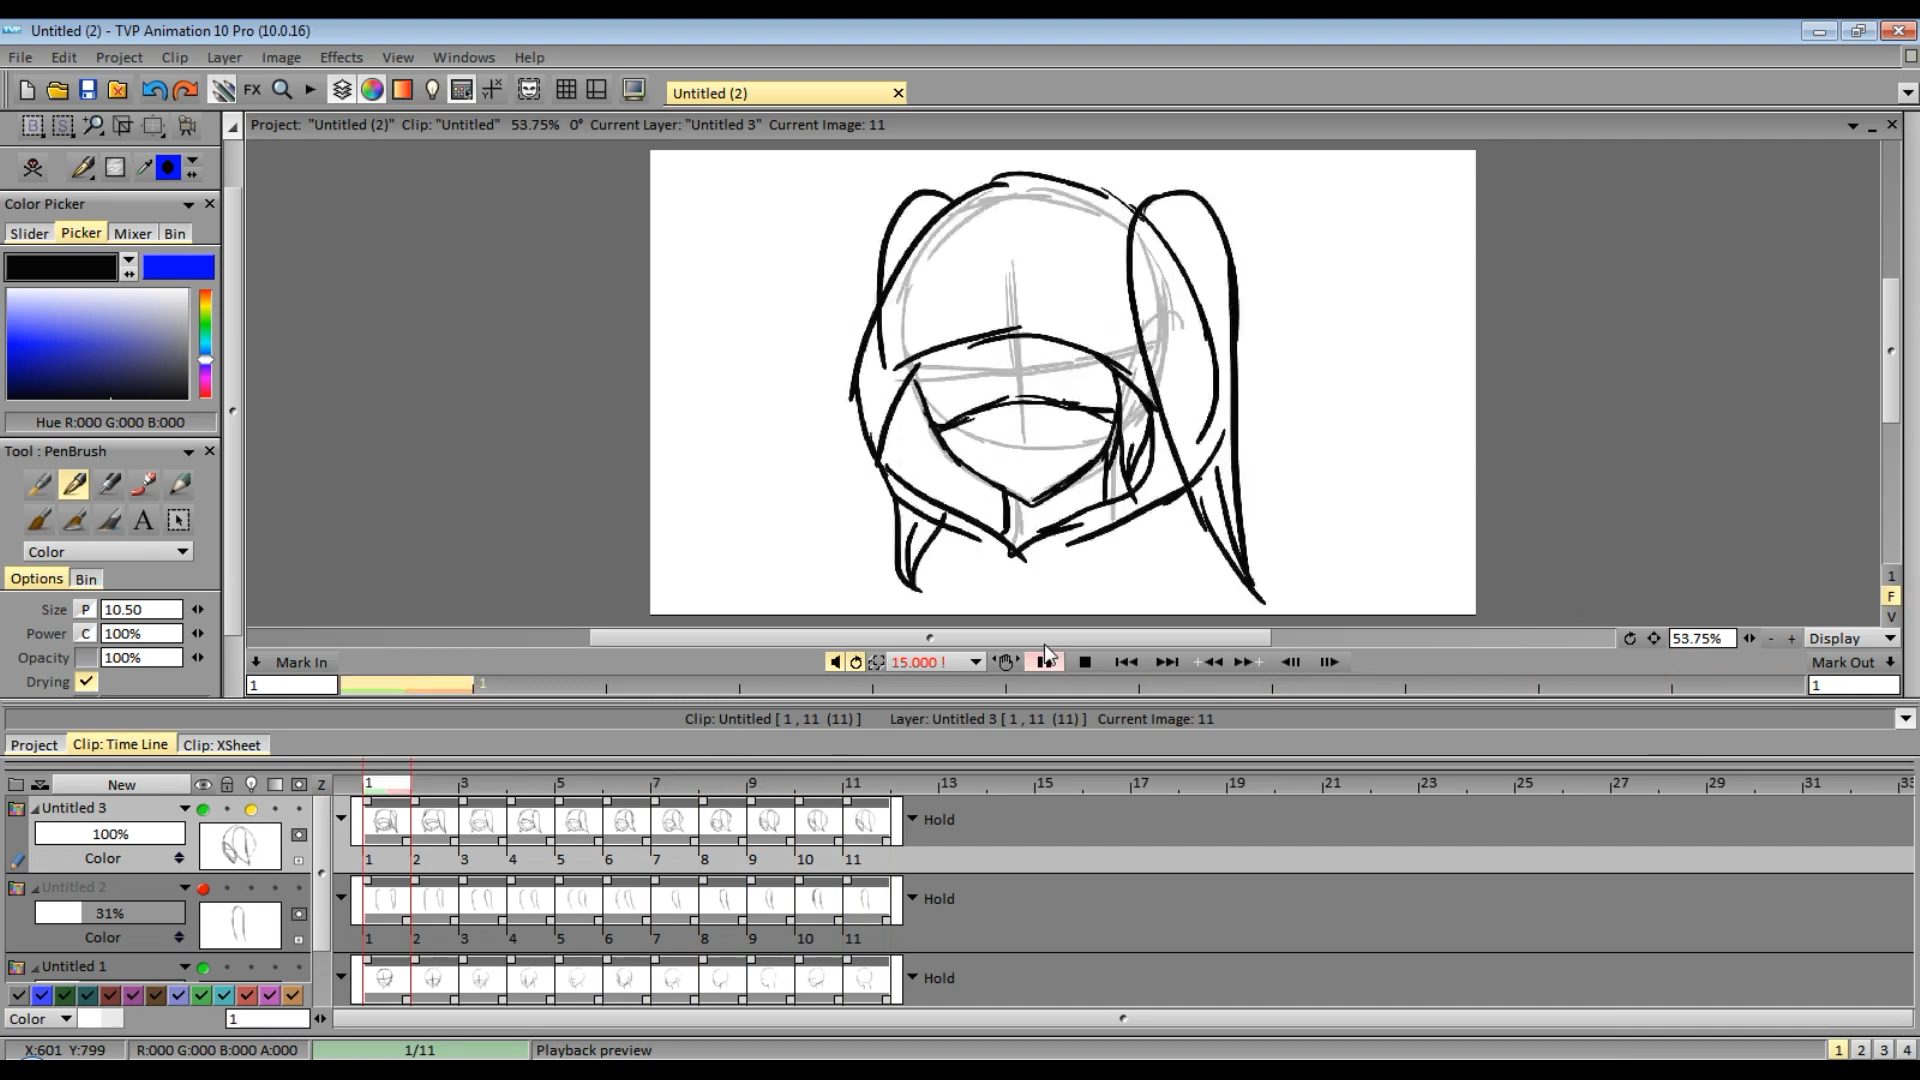 Untitled (2) - TVP Animation 10 Pro (10.0.16)
File Edit Project Clip Layer Image Effects View Windows Help
FX
Untitled (2)
Project: "Untitled (2)" Clip: "Untitled" 53.75% 0° Current Layer: "Untitled 3" Current Image: 11
Color Picker
Slider Picker Mixer Bin
Hue R:000 G:000 B:000
Tool : PenBrush
A
Color
Options Bin
Size P 10.50
Power C 100%
Opacity 100%
Drying
1
F
V
53.75% - + Display
Mark In 15.000 ! Mark Out
1 1 1
Clip: Untitled [ 1 , 11 (11) ] Layer: Untitled 3 [ 1 , 11 (11) ] Current Image: 11
Project Clip: Time Line Clip: XSheet
New Z 1 3 5 7 9 11 13 15 17 19 21 23 25 27 29 31 33
Untitled 3
100% Hold
Color 1 2 3 4 5 6 7 8 9 10 11
Untitled 2
31% Hold
Color 1 2 3 4 5 6 7 8 9 10 11
Untitled 1 Hold
Color 1
X:601 Y:799 R:000 G:000 B:000 A:000 1/11 Playback preview 1 2 3 4